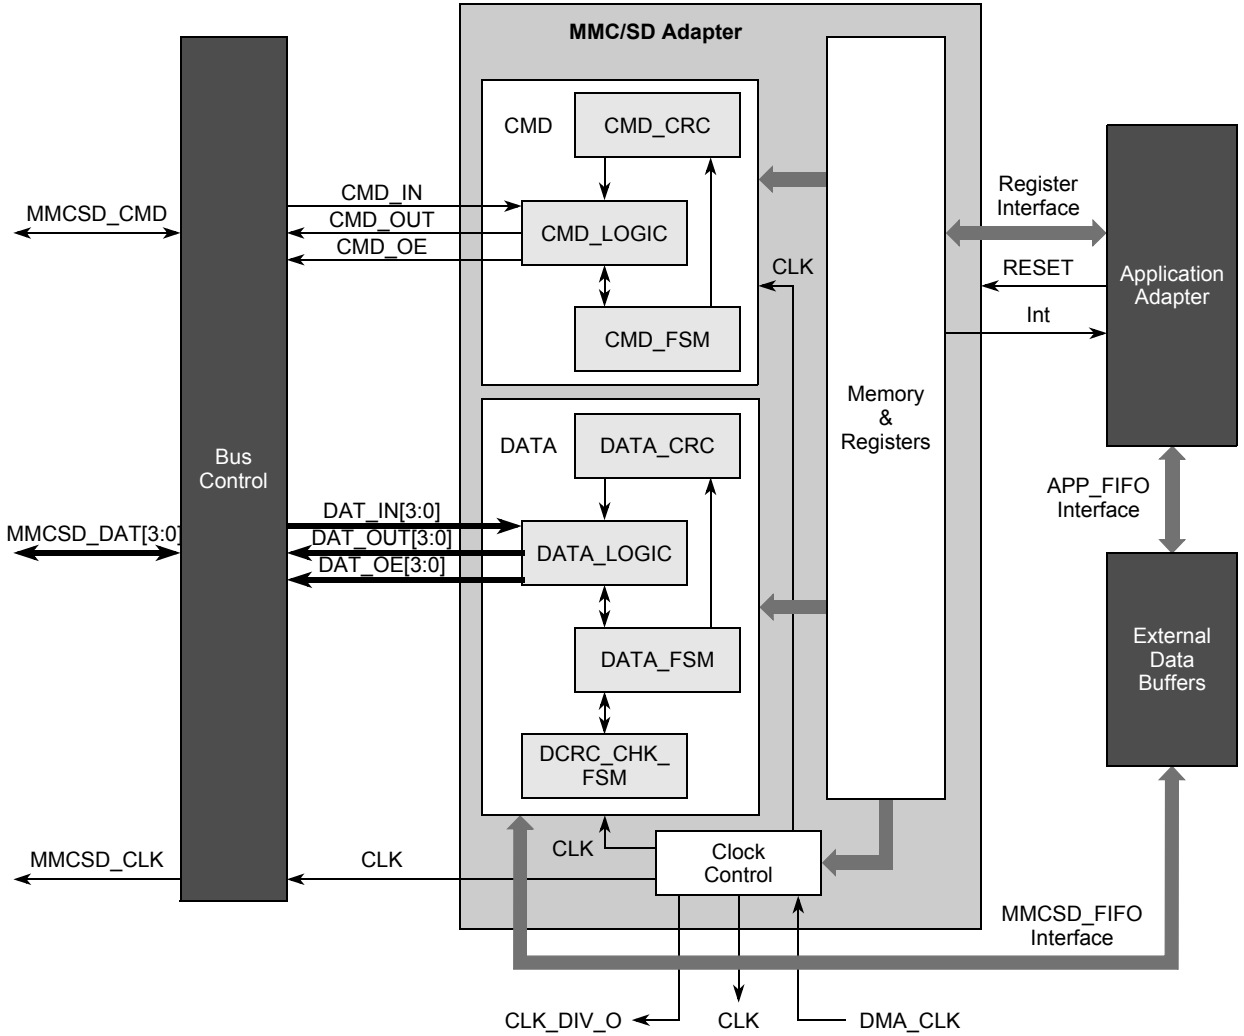 MMC/SD Adapter
CMD
CMD_CRC
CMD_IN
CMD_OUT
CMD_OE
MMCSD_CMD
CMD_LOGIC
CLK
CMD_FSM
Register
Interface
RESET
Int
Application
Adapter
Memory
&
Registers
Bus
Control
DATA
DATA_CRC
DAT_IN[3:0]
DAT_OUT[3:0]
DAT_OE[3:0]
MMCSD_DAT[3:0]
DATA_LOGIC
DATA_FSM
DCRC_CHK_
FSM
APP_FIFO
Interface
External
Data
Buffers
MMCSD_CLK
CLK
CLK
Clock
Control
MMCSD_FIFO
Interface
CLK_DIV_O
CLK
DMA_CLK